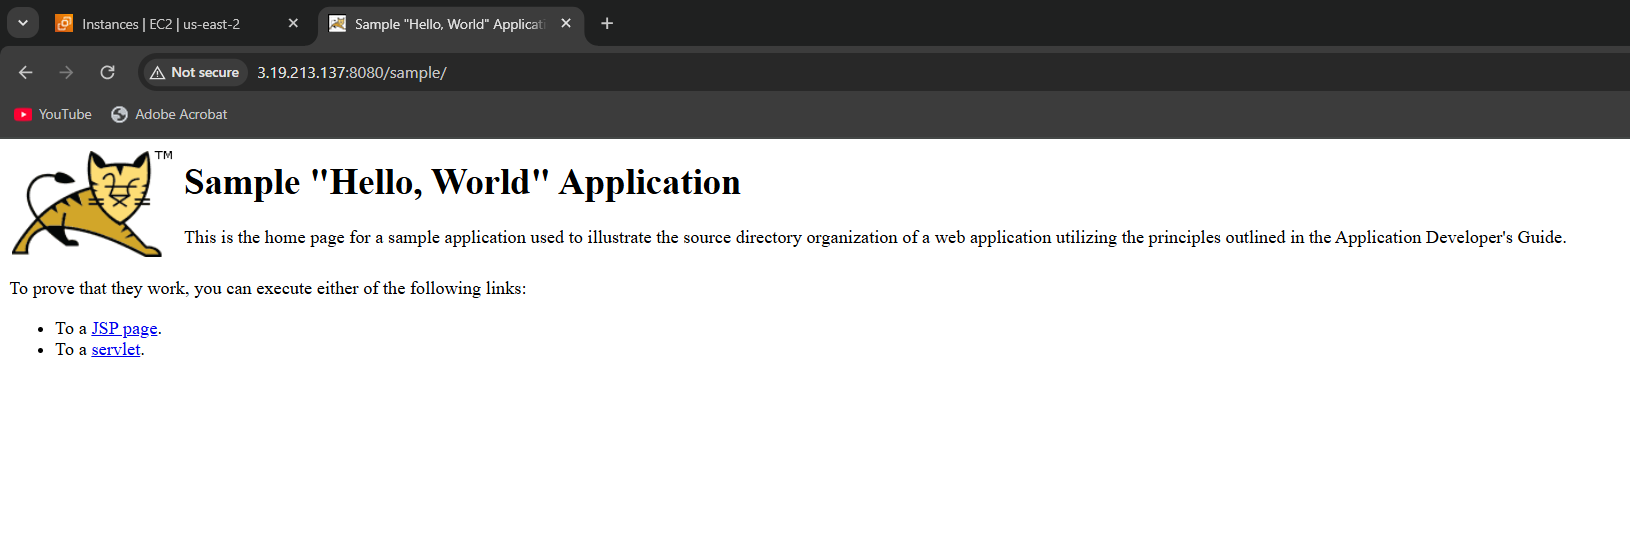 Instances | EC2 | us-east-2
Sample "Hello, World" Applicati
Not secure
3.19.213.137:8080/sample/
YouTube
Adobe Acrobat
TM
Sample "Hello, World" Application
This is the home page for a sample application used to illustrate the source directory organization of a web application utilizing the principles outlined in the Application Developer's Guide.
To prove that they work, you can execute either of the following links:
• To a JSP page.
• To a servlet.